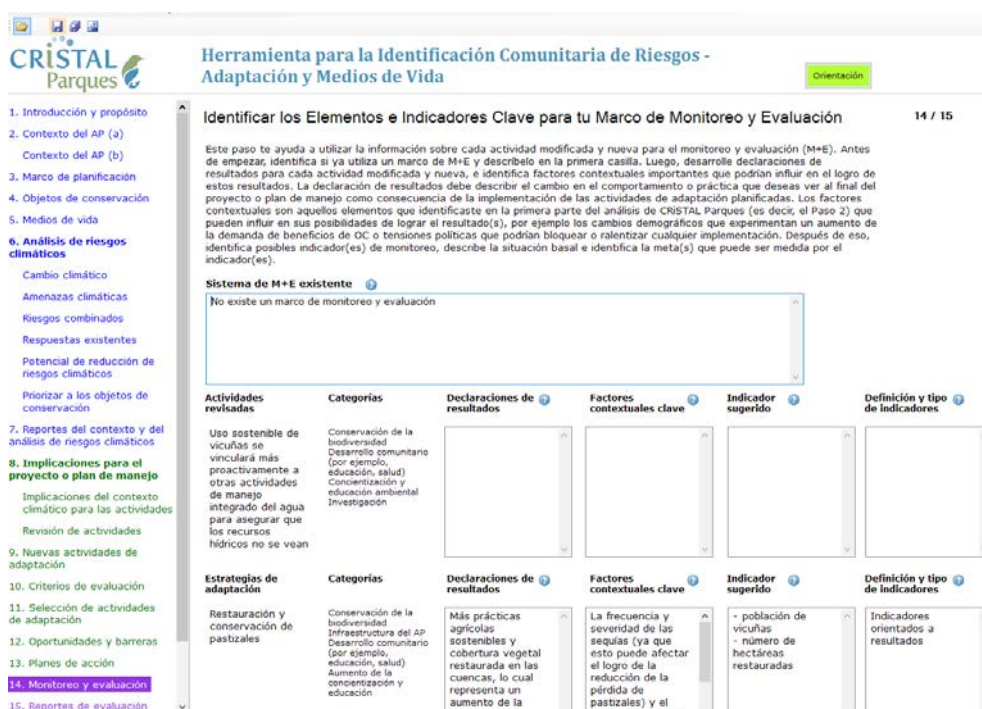 CRiSTAL
Parques
Herramienta para la Identificación Comunitaria de Riesgos -
Adaptación y Medios de Vida
Orientación
1. Introducción y propósito
2. Contexto del AP (a)
Contexto del AP (b)
3. Marco de planificación
4. Objetos de conservación
5. Medios de vida
6. Análisis de riesgos
climáticos
Cambio climático
Amenazas climáticas
Riesgos combinados
Respuestas existentes
Potencial de reducción de
riesgos climáticos
Priorizar a los objetos de
conservación
7. Reportes del contexto y del
análisis de riesgos climáticos
8. Implicaciones para el
proyecto o plan de manejo
Implicaciones del contexto
climático para las actividades
Revisión de actividades
9. Nuevas actividades de
adaptación
10. Criterios de evaluación
11. Selección de actividades
de adaptación
12. Oportunidades y barreras
13. Planes de acción
14. Monitoreo y evaluación
15. Reportes de evaluación
Identificar los Elementos e Indicadores Clave para tu Marco de Monitoreo y Evaluación
14 / 15
Este paso te ayuda a utilizar la información sobre cada actividad modificada y nueva para el monitoreo y evaluación (M+E). Antes
de empezar, identifica si ya utiliza un marco de M+E y descríbelo en la primera casilla. Luego, desarrolle declaraciones de
resultados para cada actividad modificada y nueva, e identifica factores contextuales importantes que podrían influir en el logro de
estos resultados. La declaración de resultados debe describir el cambio en el comportamiento o práctica que deseas ver al final del
proyecto o plan de manejo como consecuencia de la implementación de las actividades de adaptación planificadas. Los factores
contextuales son aquellos elementos que identificaste en la primera parte del análisis de CRiSTAL Parques (es decir, el Paso 2) que
pueden influir en sus posibilidades de lograr el resultado(s), por ejemplo los cambios demográficos que experimentan un aumento de
la demanda de beneficios de OC o tensiones políticas que podrían bloquear o ralentizar cualquier implementación. Después de eso,
identifica posibles indicador(es) de monitoreo, describe la situación basal e identifica la meta(s) que puede ser medida por el
indicador(es).
Sistema de M+E existente
No existe un marco de monitoreo y evaluación
Actividades
revisadas
Categorías
Declaraciones de
resultados
Factores
contextuales clave
Indicador
sugerido
Definición y tipo
de indicadores
Uso sostenible de
vicuñas se
vinculará más
proactivamente a
otras actividades
de manejo
integrado del agua
para asegurar que
los recursos
hídricos no se vean
Conservación de la
biodiversidad
Desarrollo comunitario
(por ejemplo,
educación, salud)
Concientización y
educación ambiental
Investigación
Estrategias de
adaptación
Categorías
Declaraciones de
resultados
Factores
contextuales clave
Indicador
sugerido
Definición y tipo
de indicadores
Restauración y
conservación de
pastizales
Conservación de la
biodiversidad
Infraestructura del AP
Desarrollo comunitario
(por ejemplo,
educación, salud)
Aumento de la
concientización y
educación
Más prácticas
agrícolas
sostenibles y
cobertura vegetal
restaurada en las
cuencas, lo cual
representa un
aumento de la
La frecuencia y
severidad de las
sequías (ya que
esto puede afectar
el logro de la
reducción de la
pérdida de
pastizales) y el
- población de
vicuñas
- número de
hectáreas
restauradas
Indicadores
orientados a
resultados